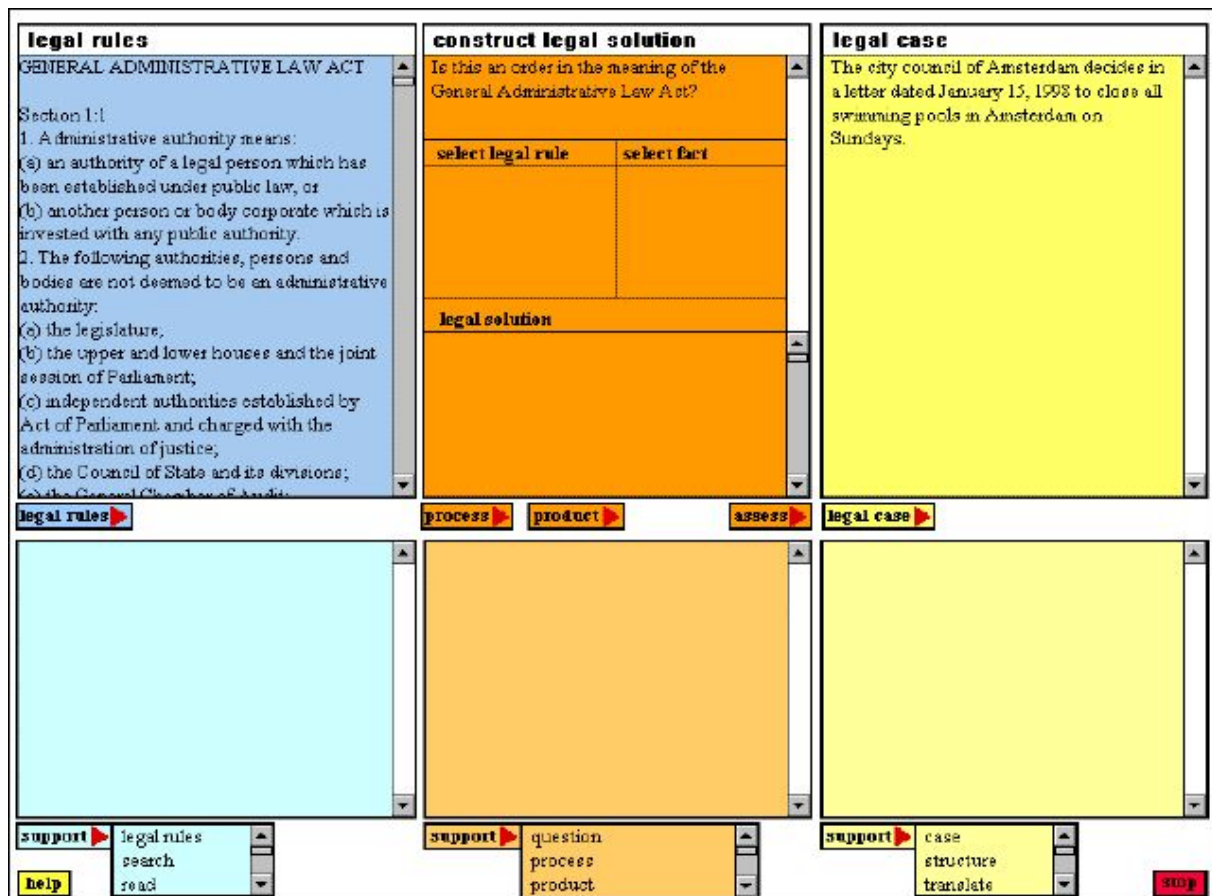 legal rules
GENERAL ADMINISTRATIVE LAW ACT
Section 1:1
1. Administrative authority means:
(a) an authority of a legal person which has
been established under public law, or
(b) another person or body corporate which is
invested with any public authority.
2. The following authorities, persons and
bodies are not deemed to be an administrative
authority:
(a) the legislature;
(b) the upper and lower houses and the joint
session of Parliament;
(c) independent authorities established by
Act of Parliament and charged with the
administration of justice;
(d) the Council of State and its divisions;
(e) the General Chamber of Audit;
legal rules
construct legal solution
Is this an order in the meaning of the
General Administrative Law Act?
select legal rule
select fact
legal solution
process
product
assess
legal case
The city council of Amsterdam decides in
a letter dated January 15, 1998 to close all
swimming pools in Amsterdam on
Sundays.
legal case
support
legal rules
search
read
support
question
process
product
support
case
structure
translate
help
stop